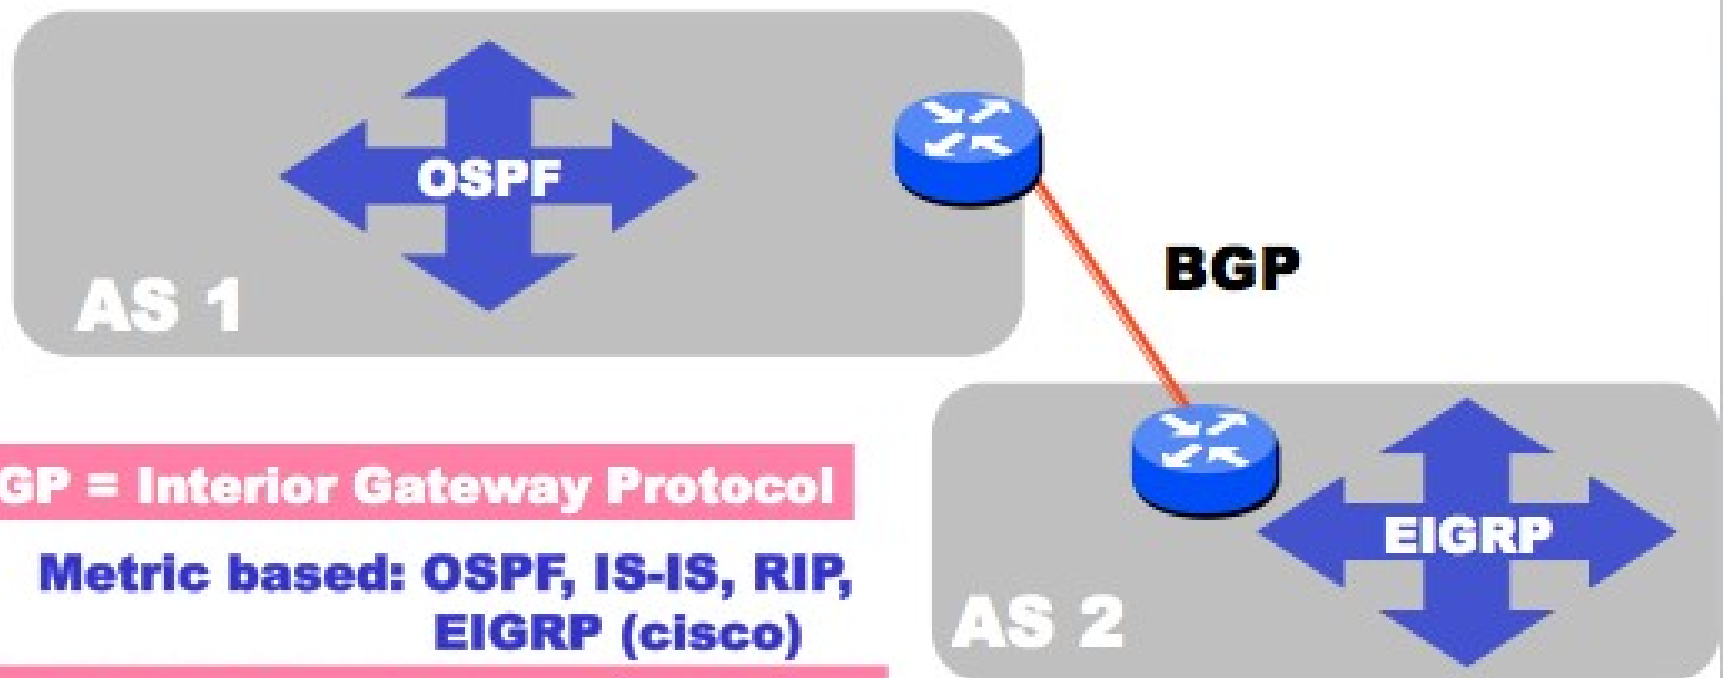 OSPF
AS 1
BGP
GP = Interior Gateway Protocol
Metric based: OSPF, IS-IS, RIP,
EIGRP (cisco)
EIGRP
AS 2